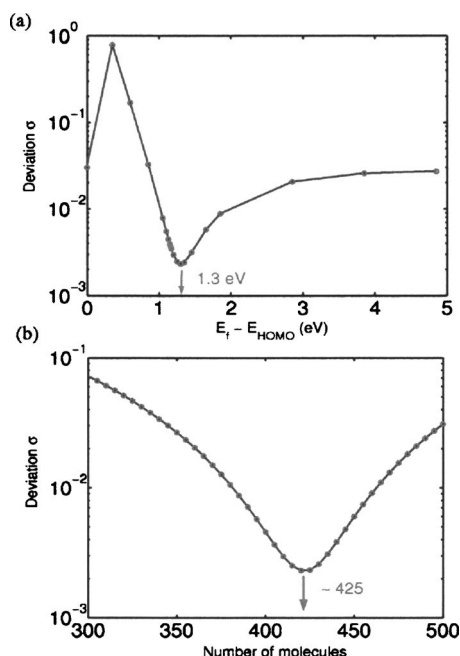 (a)
10^0
10^-1
10^-2
10^-3
Deviation σ
1.3 eV
0 1 2 3 4 5
E_f − E_HOMO (eV)
(b)
10^-1
10^-2
10^-3
Deviation σ
~ 425
300 350 400 450 500
Number of molecules